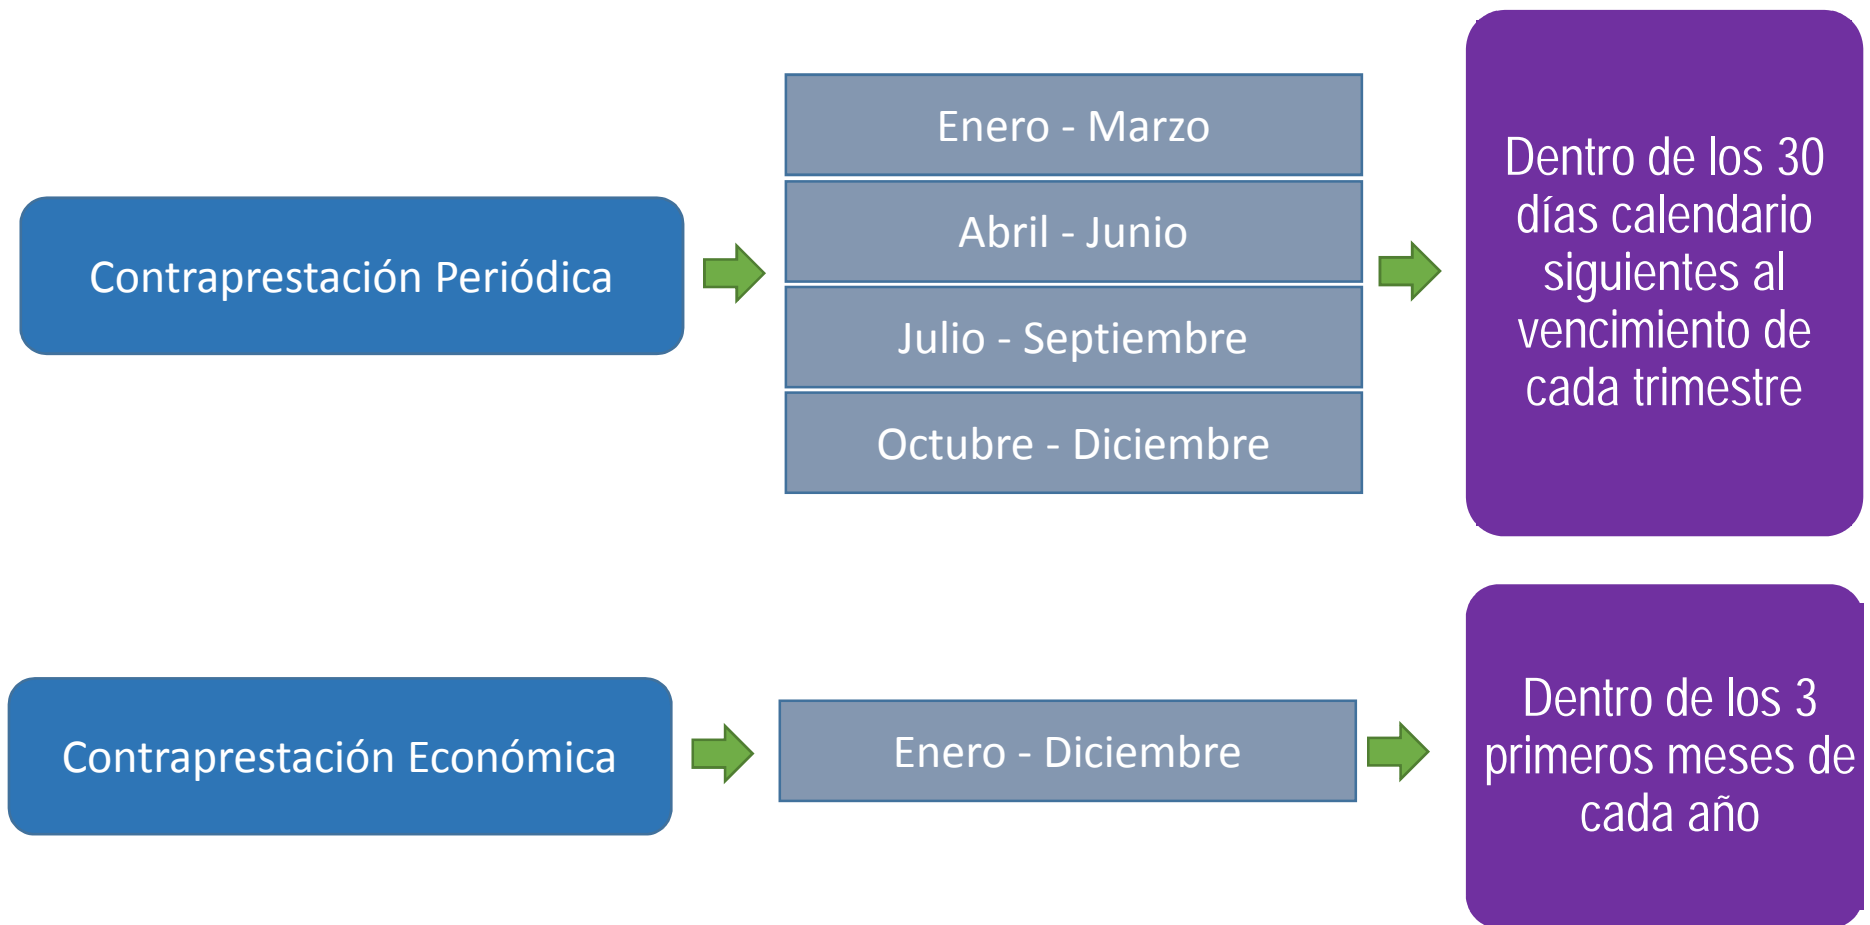 Contraprestación Periódica
Enero - Marzo
Abril - Junio
Julio - Septiembre
Octubre - Diciembre
Dentro de los 30
días calendario
siguientes al
vencimiento de
cada trimestre
Contraprestación Económica
Enero - Diciembre
Dentro de los 3
primeros meses de
cada año